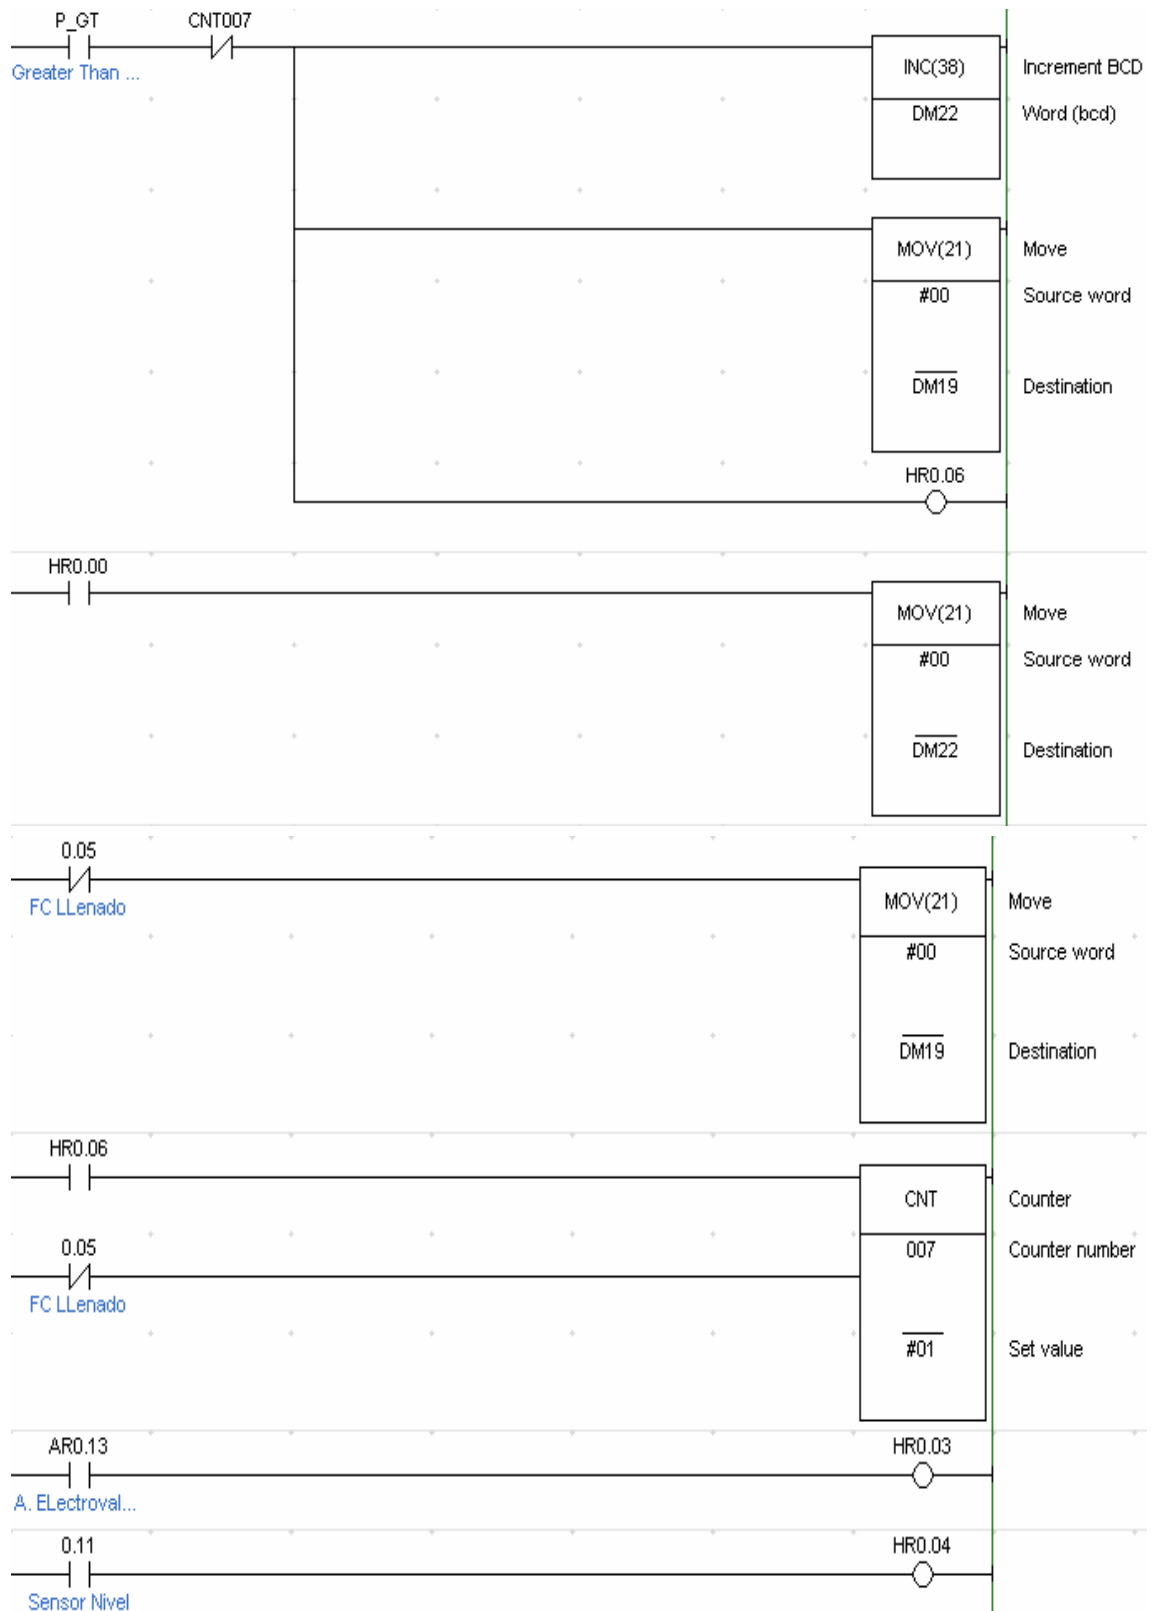 P_GT CNT007
Greater Than ...
INC(38) Increment BCD
DM22 Word (bcd)
MOV(21) Move
#00 Source word
DM19 Destination
HR0.06
HR0.00
MOV(21) Move
#00 Source word
DM22 Destination
0.05
FC LLenado
MOV(21) Move
#00 Source word
DM19 Destination
HR0.06
CNT Counter
0.05
007 Counter number
FC LLenado
#01 Set value
AR0.13 HR0.03
A. ELectroval...
0.11 HR0.04
Sensor Nivel